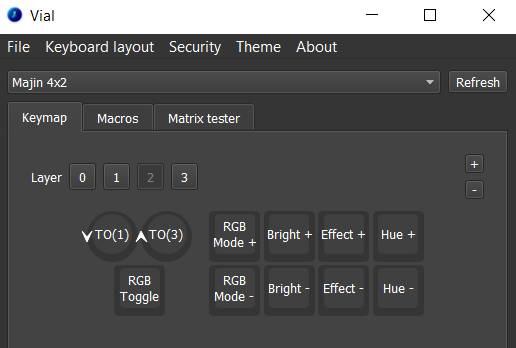 Vial
File Keyboard layout Security Theme About
Majin 4x2 Refresh
Keymap Macros Matrix tester
Layer 0 1 2 3 +
-
TO(1) TO(3) RGB Mode + Bright + Effect + Hue +
RGB Toggle RGB Mode - Bright - Effect - Hue -